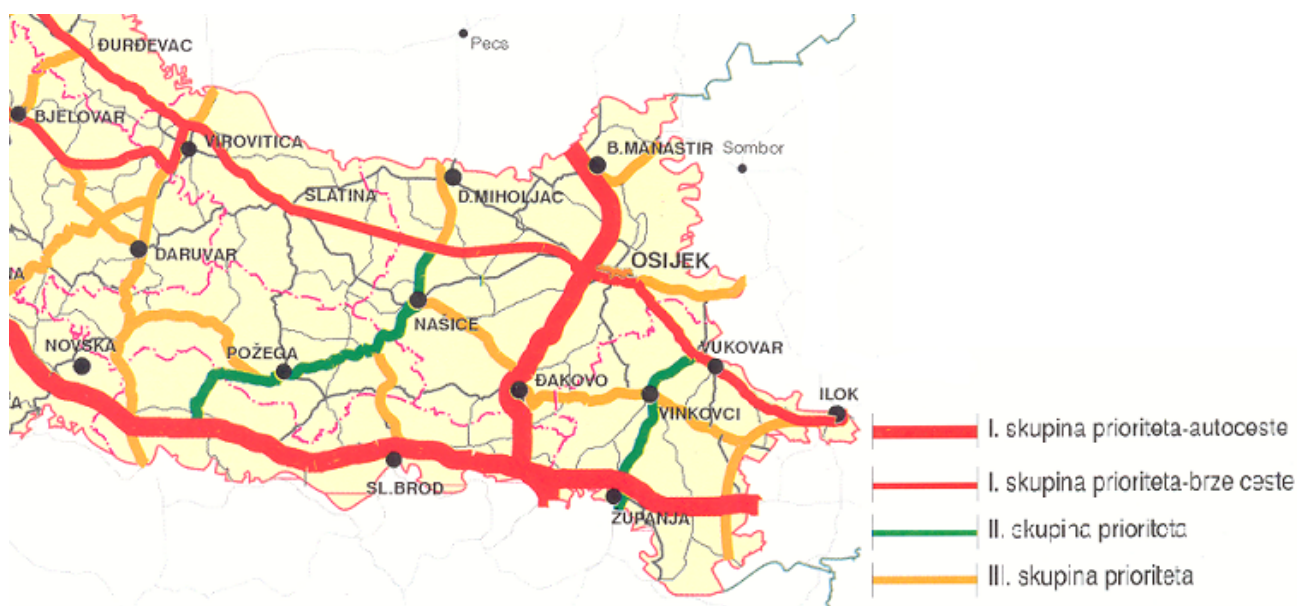 ĐURĐEVAC
Pecs
BJELOVAR
VIROVITICA
B.MANASTIR
Sombor
SLATINA
D.MIHOLJAC
DARUVAR
OSIJEK
NAŠICE
NOVSKA
POŽEGA
VUKOVAR
ĐAKOVO
ILOK
VINKOVCI
I. skupina prioriteta-autoceste
SL.BROD
I. skupina prioriteta-brze ceste
ŽUPANJA
II. skupina prioriteta
III. skupina prioriteta